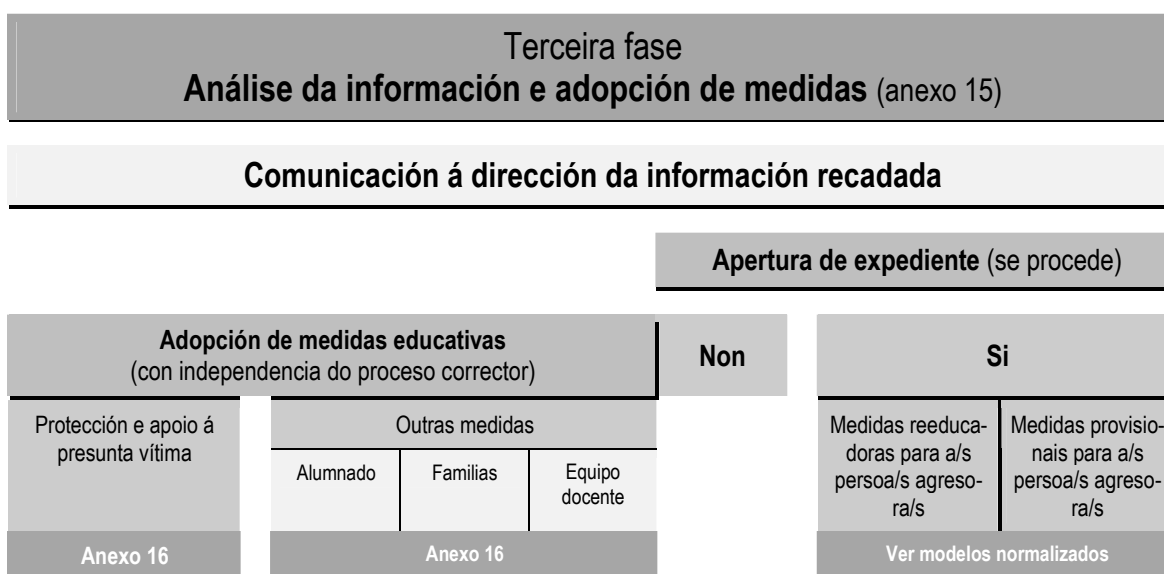 Terceira fase
Análise da información e adopción de medidas (anexo 15)
Comunicación á dirección da información recadada
Apertura de expediente (se procede)
Adopción de medidas educativas
(con independencia do proceso corrector)
Non
Si
Protección e apoio á
presunta vítima
Outras medidas
Alumnado
Familias
Equipo
docente
Medidas reeduca-
doras para a/s
persoa/s agreso-
ra/s
Medidas provisio-
nais para a/s
persoa/s agreso-
ra/s
Anexo 16
Anexo 16
Ver modelos normalizados